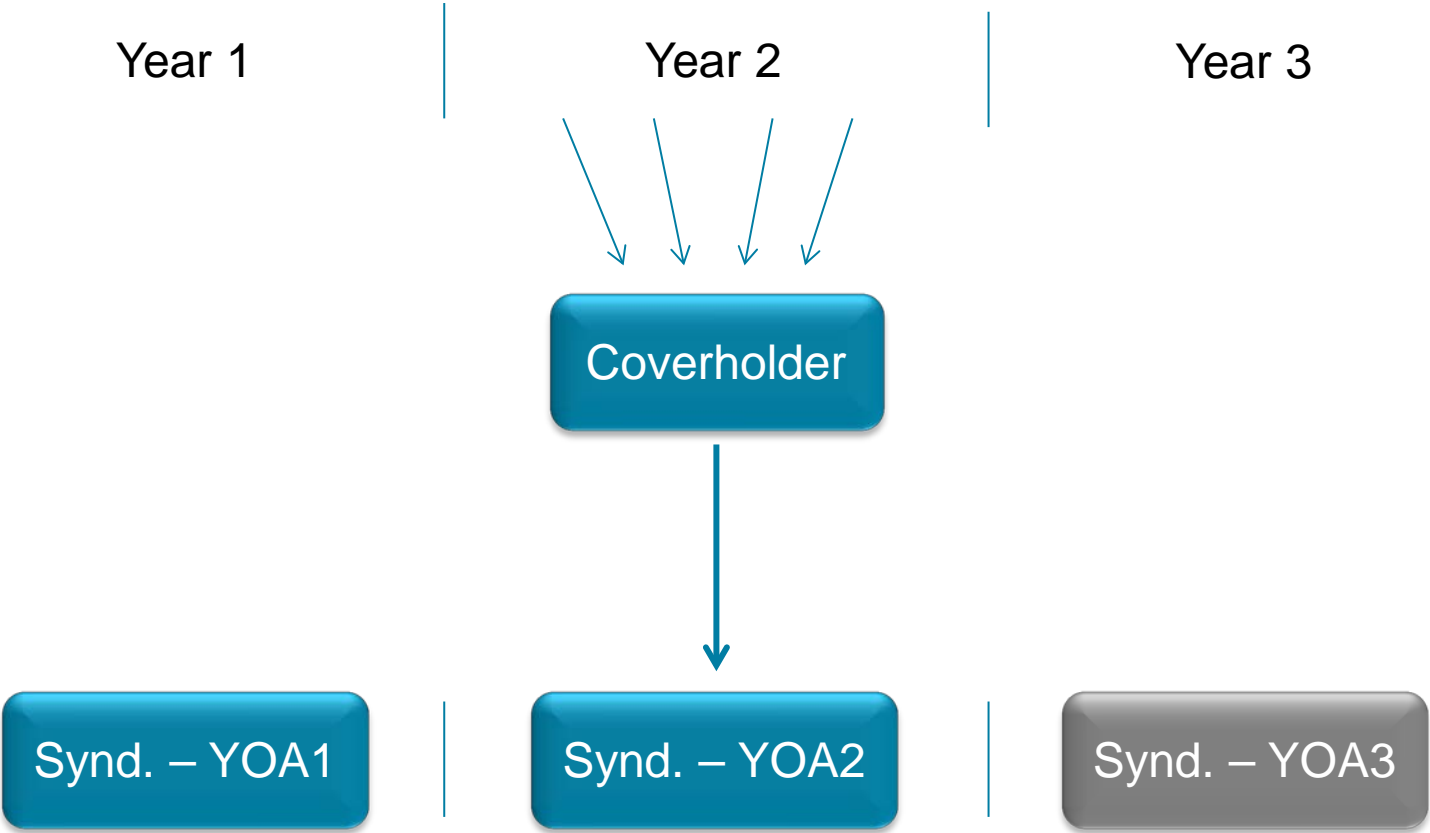 Year 1
Year 2
Year 3
Coverholder
Synd. – YOA1
Synd. – YOA2
Synd. – YOA3